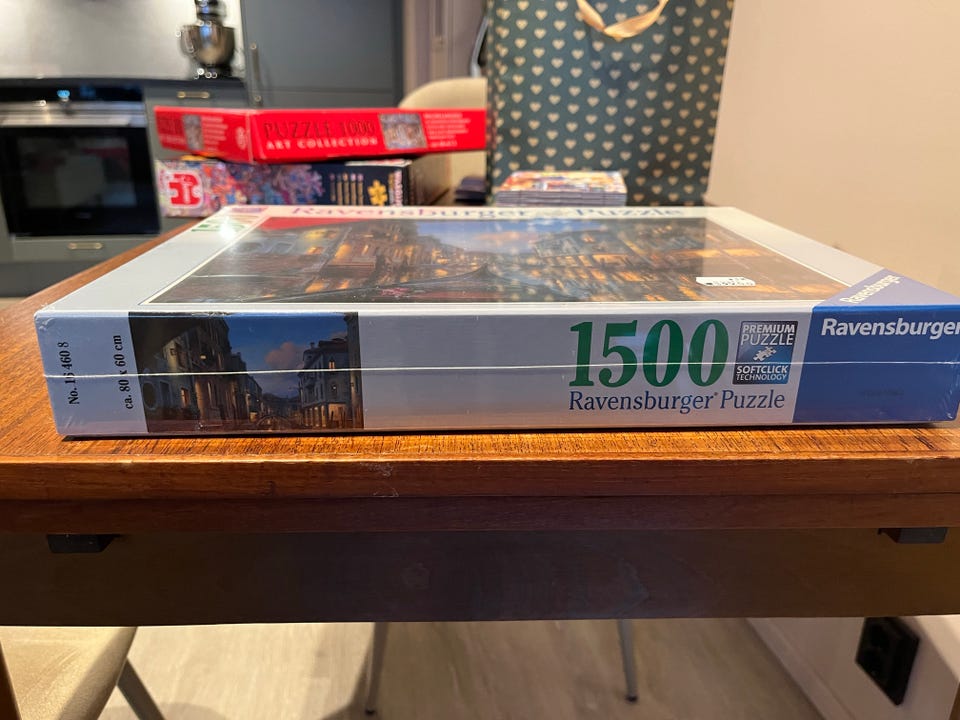 PUZZLE 1000
ART COLLECTION
Ravensburger Puzzle
Ravensburger
No. 16 460 8
ca. 80 x 60 cm
1500
Ravensburger® Puzzle
PREMIUM
PUZZLE
SOFTCLICK
TECHNOLOGY
Ravensburger